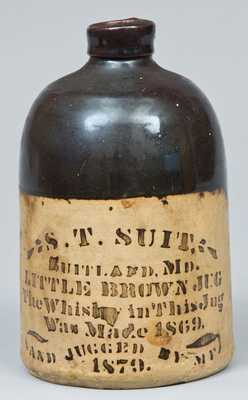 S. T. SUIT.
SUITLAND, MD.
LITTLE BROWN JUG
The Whisky in This Jug
Was Made 1869.
AND JUGGED BY ME
1879.